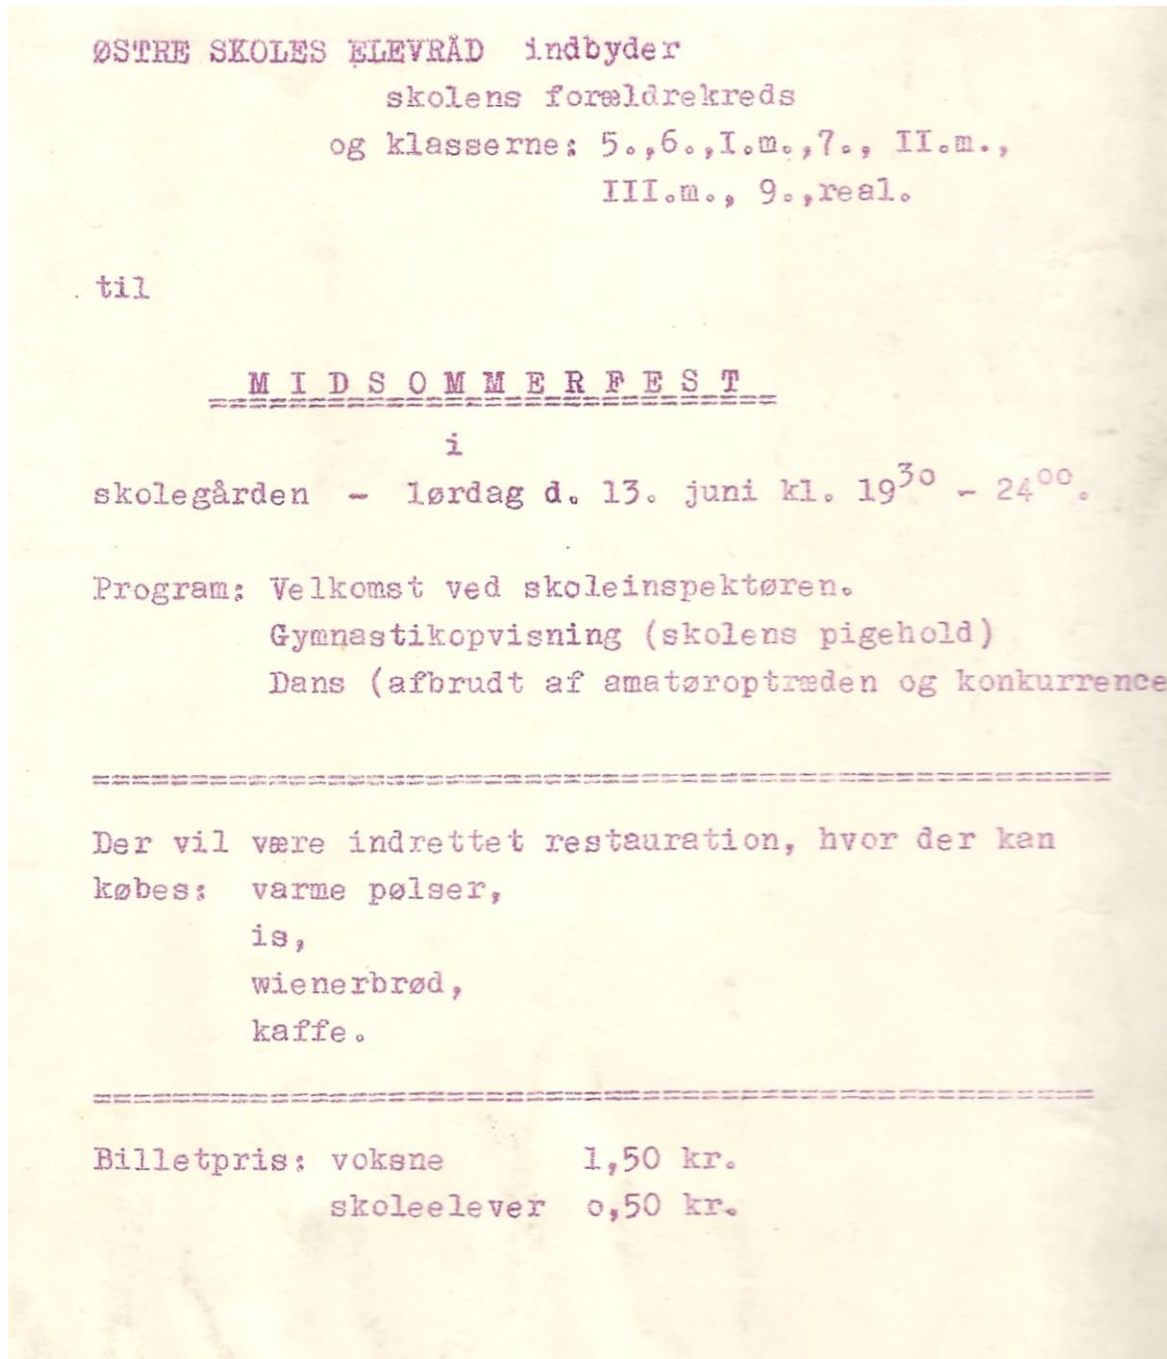 ØSTRE SKOLES ELEVRÅD indbyder
skolens forældrekreds
og klasserne: 5.,6.,I.m.,7., II.m.,
III.m., 9.,real.
til
M I D S O M M E R F E S T
==============================
i
skolegården - lørdag d. 13. juni kl. 19³⁰ - 24⁰⁰.
Program: Velkomst ved skoleinspektøren.
Gymnastikopvisning (skolens pigehold)
Dans (afbrudt af amatøroptræden og konkurrence
====================================================
Der vil være indrettet restauration, hvor der kan
købes: varme pølser,
is,
wienerbrød,
kaffe.
===================================================
Billetpris: voksne 1,50 kr.
skoleelever o,50 kr.